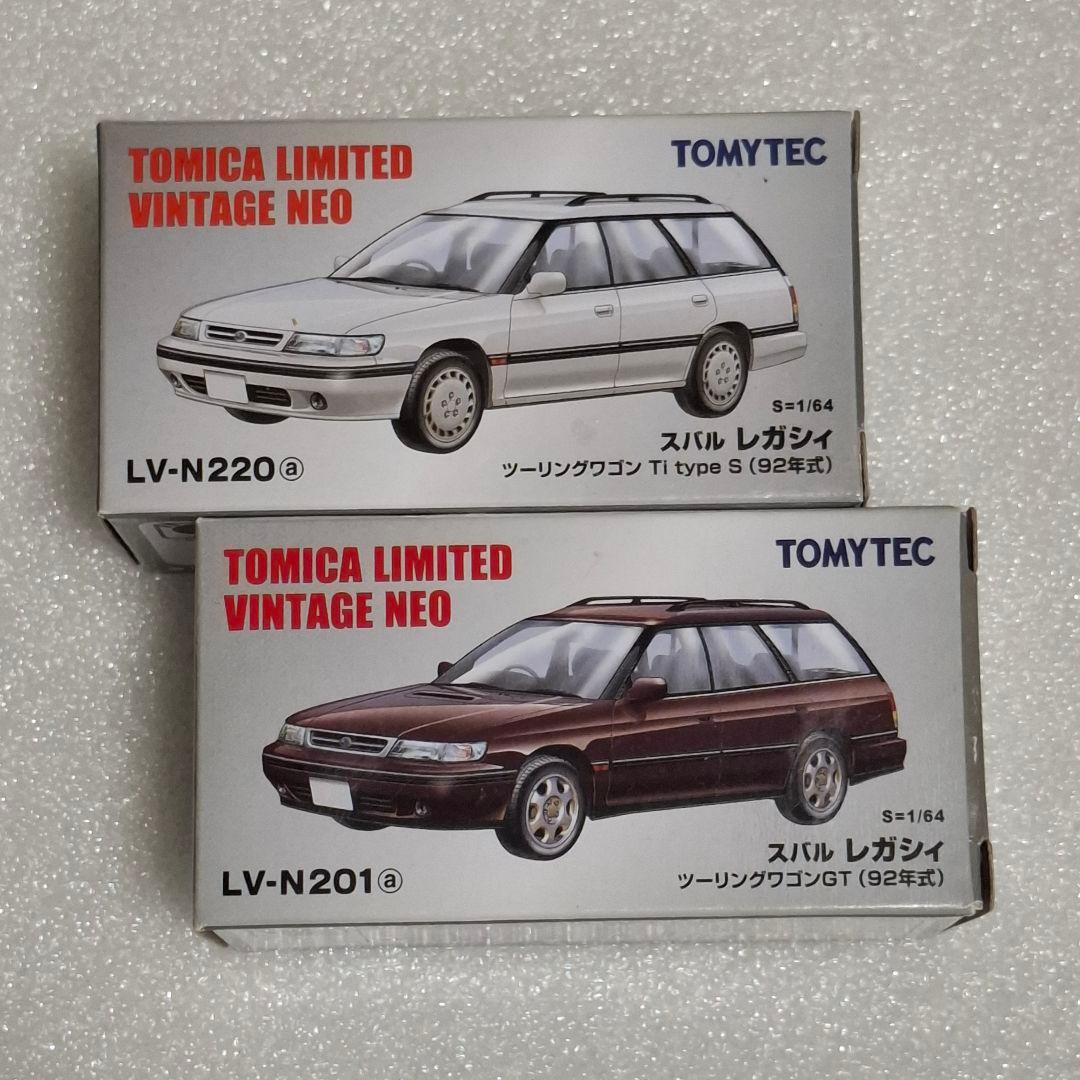 TOMICA LIMITED
VINTAGE NEO
TOMYTEC
S=1/64
スバル レガシィ
ツーリングワゴン Ti type S (92年式)
LV-N220ⓐ
TOMICA LIMITED
VINTAGE NEO
TOMYTEC
S=1/64
スバル レガシィ
ツーリングワゴンGT (92年式)
LV-N201ⓐ